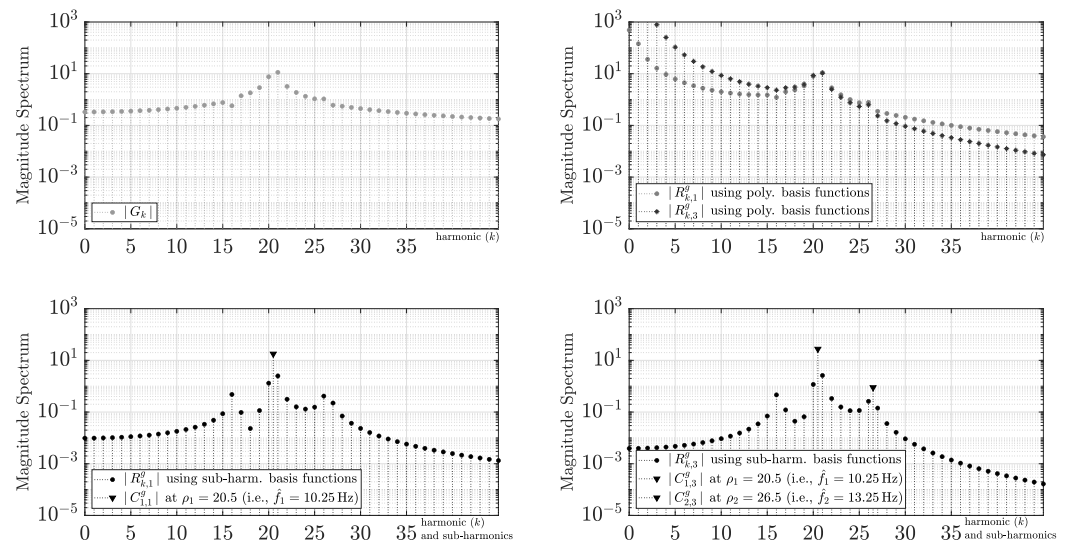 10^3
10^1
10^{-1}
10^{-3}
10^{-5}
Magnitude Spectrum
| G_k |
0 5 10 15 20 25 30 35
harmonic (k)
10^3
10^1
10^{-1}
10^{-3}
10^{-5}
Magnitude Spectrum
| R^g_{k,1} | using poly. basis functions
| R^g_{k,3} | using poly. basis functions
0 5 10 15 20 25 30 35
harmonic (k)
10^3
10^1
10^{-1}
10^{-3}
10^{-5}
Magnitude Spectrum
| R^g_{k,1} | using sub-harm. basis functions
| C^g_{1,1} | at ρ_1 = 20.5 (i.e., f̂_1 = 10.25 Hz)
0 5 10 15 20 25 30 35
harmonic (k)
and sub-harmonics
10^3
10^1
10^{-1}
10^{-3}
10^{-5}
Magnitude Spectrum
| R^g_{k,3} | using sub-harm. basis functions
| C^g_{1,3} | at ρ_1 = 20.5 (i.e., f̂_1 = 10.25 Hz)
| C^g_{2,3} | at ρ_2 = 26.5 (i.e., f̂_2 = 13.25 Hz)
0 5 10 15 20 25 30 35
harmonic (k)
and sub-harmonics